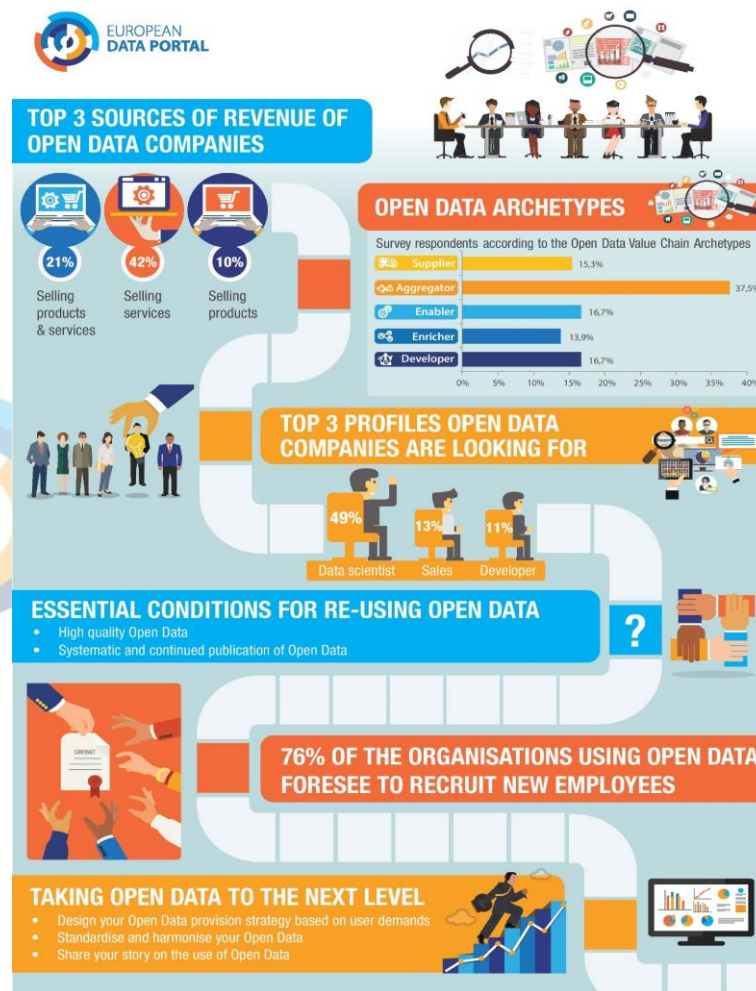 EUROPEAN
DATA PORTAL
TOP 3 SOURCES OF REVENUE OF
OPEN DATA COMPANIES
21%
42%
10%
Selling
products
& services
Selling
services
Selling
products
OPEN DATA ARCHETYPES
Survey respondents according to the Open Data Value Chain Archetypes
Supplier 15,3%
Aggregator 37,5%
Enabler 16,7%
Enricher 13,9%
Developer 16,7%
0% 5% 10% 15% 20% 25% 30% 35% 40%
TOP 3 PROFILES OPEN DATA
COMPANIES ARE LOOKING FOR
49% 13% 11%
Data scientist Sales Developer
ESSENTIAL CONDITIONS FOR RE-USING OPEN DATA
• High quality Open Data
• Systematic and continued publication of Open Data
?
CONTRACT
76% OF THE ORGANISATIONS USING OPEN DATA
FORESEE TO RECRUIT NEW EMPLOYEES
TAKING OPEN DATA TO THE NEXT LEVEL
• Design your Open Data provision strategy based on user demands
• Standardise and harmonise your Open Data
• Share your story on the use of Open Data